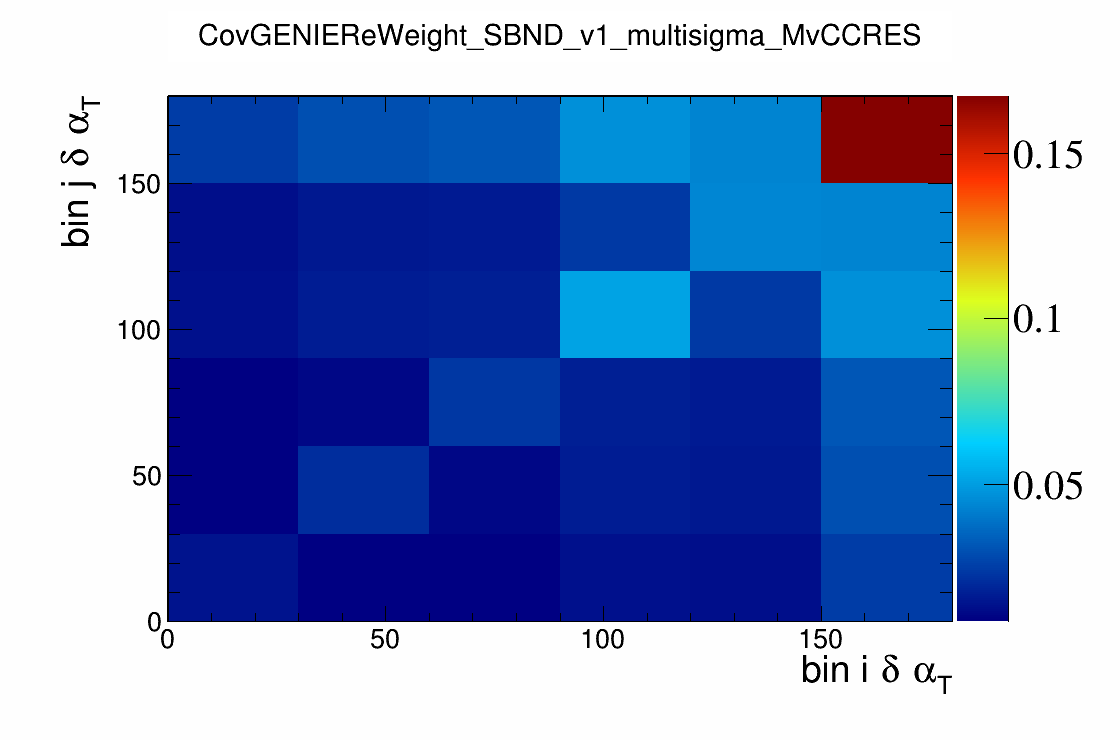 CovGENIEReWeight_SBND_v1_multisigma_MvCCRES
bin j δ α_T
150
100
50
0
0 50 100 150
bin i δ α_T
0.15
0.1
0.05